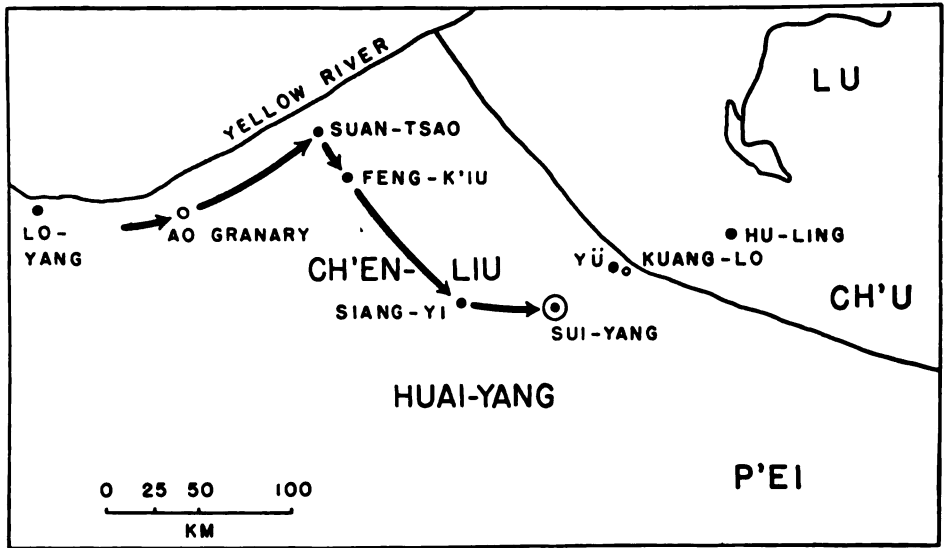 LU
YELLOW RIVER
SUAN-TSAO
FENG-K'IU
LO-
YANG
AO GRANARY
HU-LING
YÜ
KUANG-LO
CH'EN- LIU
CH'U
SIANG-YI
SUI-YANG
HUAI-YANG
P'EI
0 25 50 100
KM